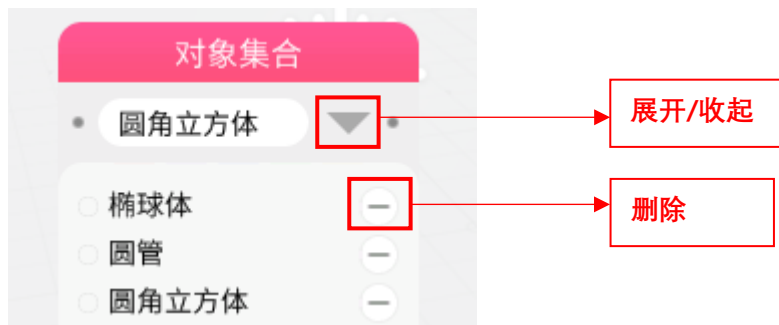 对象集合
圆角立方体
展开/收起
椭球体
删除
圆管
圆角立方体